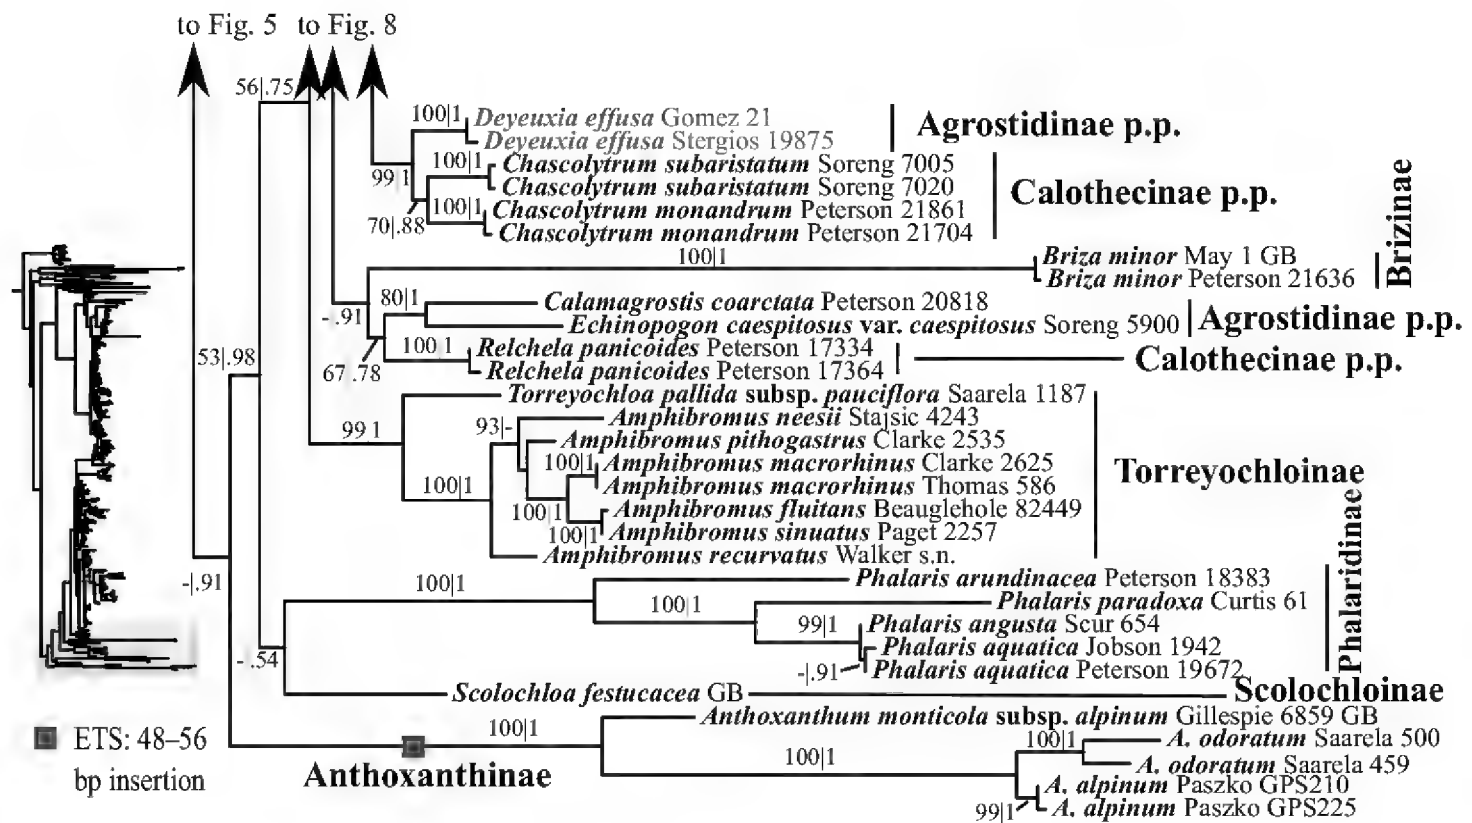 to Fig. 5 to Fig. 8
56|.75
100|1 Deyeuxia effusa Gomez 21
Deyeuxia effusa Stergios 19875
Agrostidinae p.p.
99|1
100|1 Chascolytrum subaristatum Soreng 7005
Chascolytrum subaristatum Soreng 7020
100|1 Chascolytrum monandrum Peterson 21861
70|.88 Chascolytrum monandrum Peterson 21704
Calothecinae p.p.
100|1 Briza minor May 1 GB
Briza minor Peterson 21636
Brizinae
-.91
80|1 Calamagrostis coarctata Peterson 20818
Echinopogon caespitosus var. caespitosus Soreng 5900
Agrostidinae p.p.
67 .78
100 1 Relchela panicoides Peterson 17334
Relchela panicoides Peterson 17364
Calothecinae p.p.
53|.98
99 1
Torreyochloa pallida subsp. pauciflora Saarela 1187
93|- Amphibromus neesii Stajsic 4243
Amphibromus pithogastrus Clarke 2535
100|1 Amphibromus macrorhinus Clarke 2625
Amphibromus macrorhinus Thomas 586
100|1
100|1 Amphibromus fluitans Beauglehole 82449
100|1 Amphibromus sinuatus Paget 2257
Amphibromus recurvatus Walker s.n.
Torreyochloinae
-|.91
100|1 Phalaris arundinacea Peterson 18383
100|1 Phalaris paradoxa Curtis 61
99|1 Phalaris angusta Scur 654
Phalaris aquatica Jobson 1942
-|.91 Phalaris aquatica Peterson 19672
Phalaridinae
- .54
Scolochloa festucacea GB
Scolochloinae
100|1 Anthoxanthum monticola subsp. alpinum Gillespie 6859 GB
100|1
100|1 A. odoratum Saarela 500
A. odoratum Saarela 459
A. alpinum Paszko GPS210
99|1 A. alpinum Paszko GPS225
Anthoxanthinae
ETS: 48–56
bp insertion